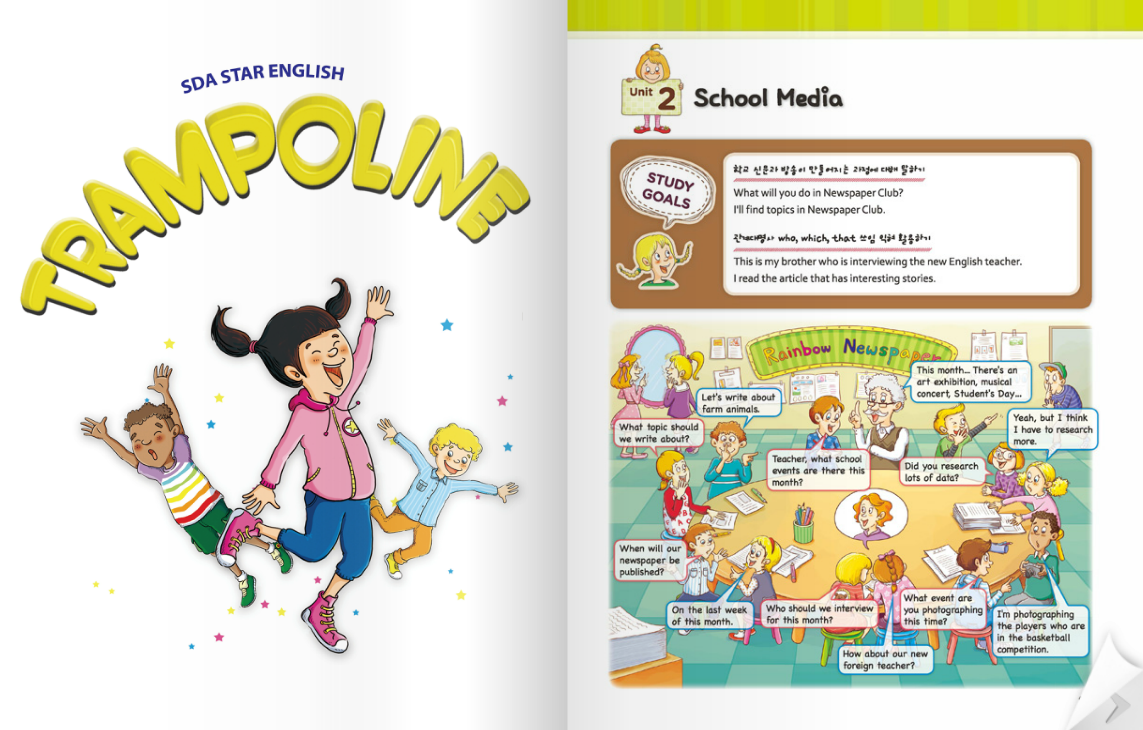 SDA STAR ENGLISH
TRAMPOLINE
Unit 2
School Media
STUDY
GOALS
학교 신문과 방송이 만들어지는 과정에 대해 말하기
What will you do in Newspaper Club?
I'll find topics in Newspaper Club.
관계대명사 who, which, that 쓰임 익혀 활용하기
This is my brother who is interviewing the new English teacher.
I read the article that has interesting stories.
Rainbow Newspaper
This month... There's an
art exhibition, musical
concert, Student's Day...
Let's write about
farm animals.
What topic should
we write about?
Yeah, but I think
I have to research
more.
Teacher, what school
events are there this
month?
Did you research
lots of data?
When will our
newspaper be
published?
On the last week
of this month.
Who should we interview
for this month?
What event are
you photographing
this time?
I'm photographing
the players who are
in the basketball
competition.
How about our new
foreign teacher?